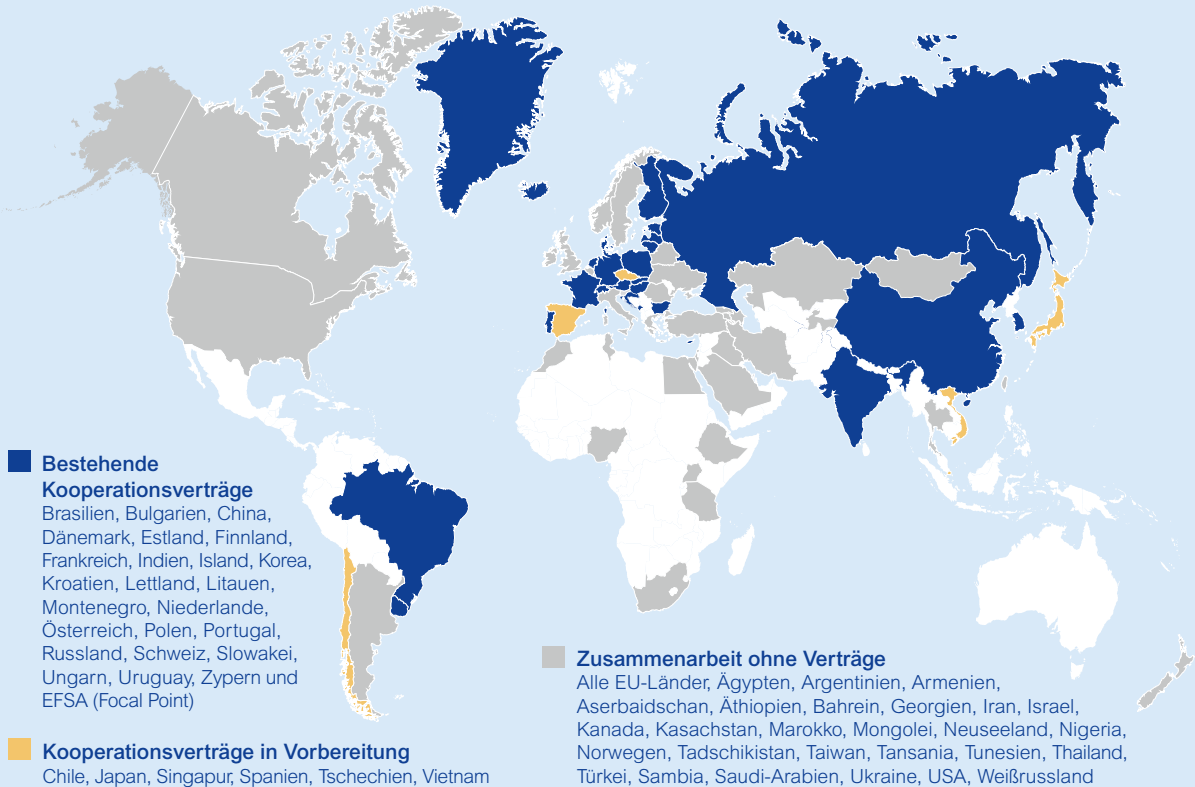 Bestehende
Kooperationsverträge
Brasilien, Bulgarien, China,
Dänemark, Estland, Finnland,
Frankreich, Indien, Island, Korea,
Kroatien, Lettland, Litauen,
Montenegro, Niederlande,
Österreich, Polen, Portugal,
Russland, Schweiz, Slowakei,
Ungarn, Uruguay, Zypern und
EFSA (Focal Point)
Kooperationsverträge in Vorbereitung
Chile, Japan, Singapur, Spanien, Tschechien, Vietnam
Zusammenarbeit ohne Verträge
Alle EU-Länder, Ägypten, Argentinien, Armenien,
Aserbaidschan, Äthiopien, Bahrein, Georgien, Iran, Israel,
Kanada, Kasachstan, Marokko, Mongolei, Neuseeland, Nigeria,
Norwegen, Tadschikistan, Taiwan, Tansania, Tunesien, Thailand,
Türkei, Sambia, Saudi-Arabien, Ukraine, USA, Weißrussland